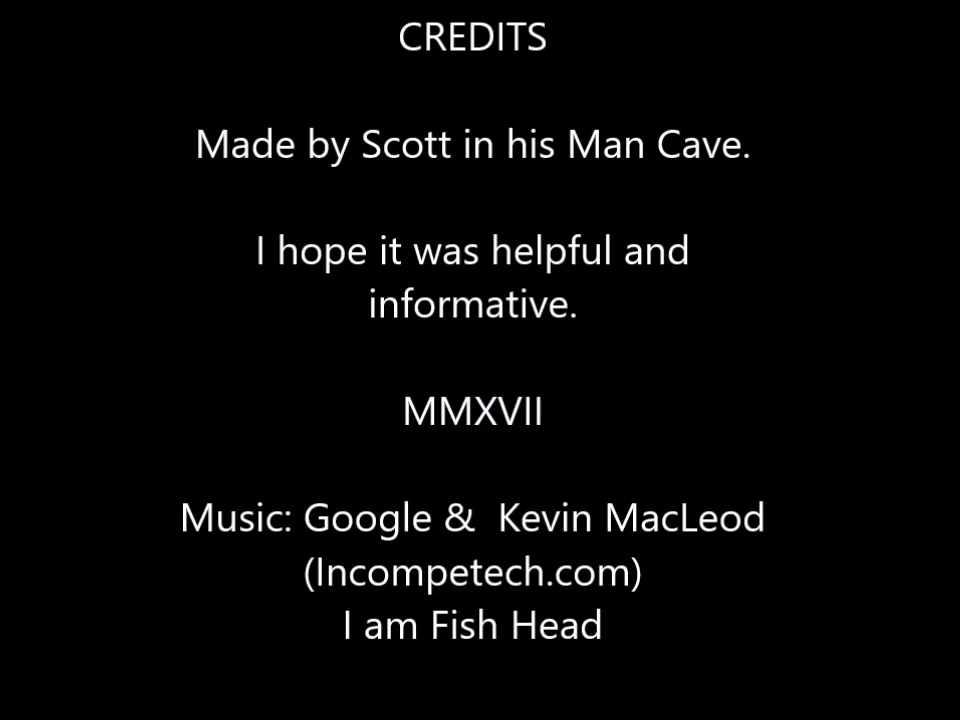 CREDITS
Made by Scott in his Man Cave.
I hope it was helpful and
informative.
MMXVII
Music: Google &  Kevin MacLeod
(Incompetech.com)
I am Fish Head